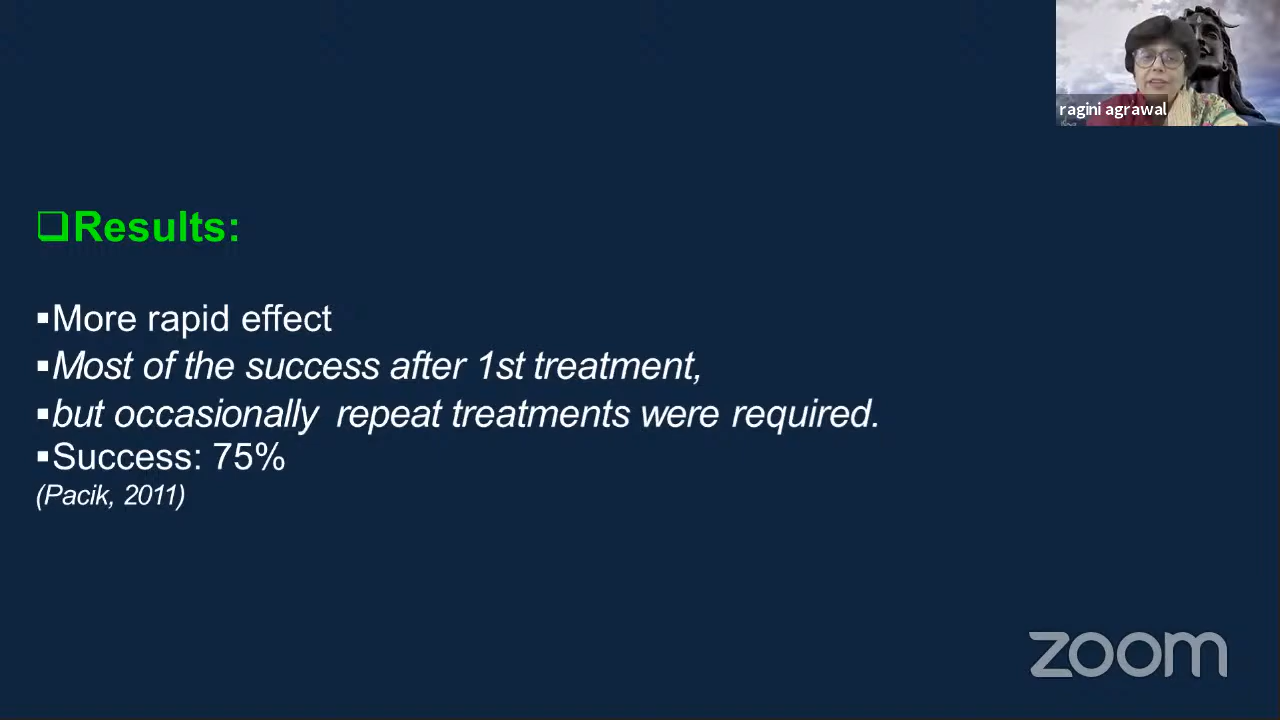 ragini agrawal
❑Results:
▪More rapid effect
▪Most of the success after 1st treatment,
▪but occasionally repeat treatments were required.
▪Success: 75%
(Pacik, 2011)
zoom